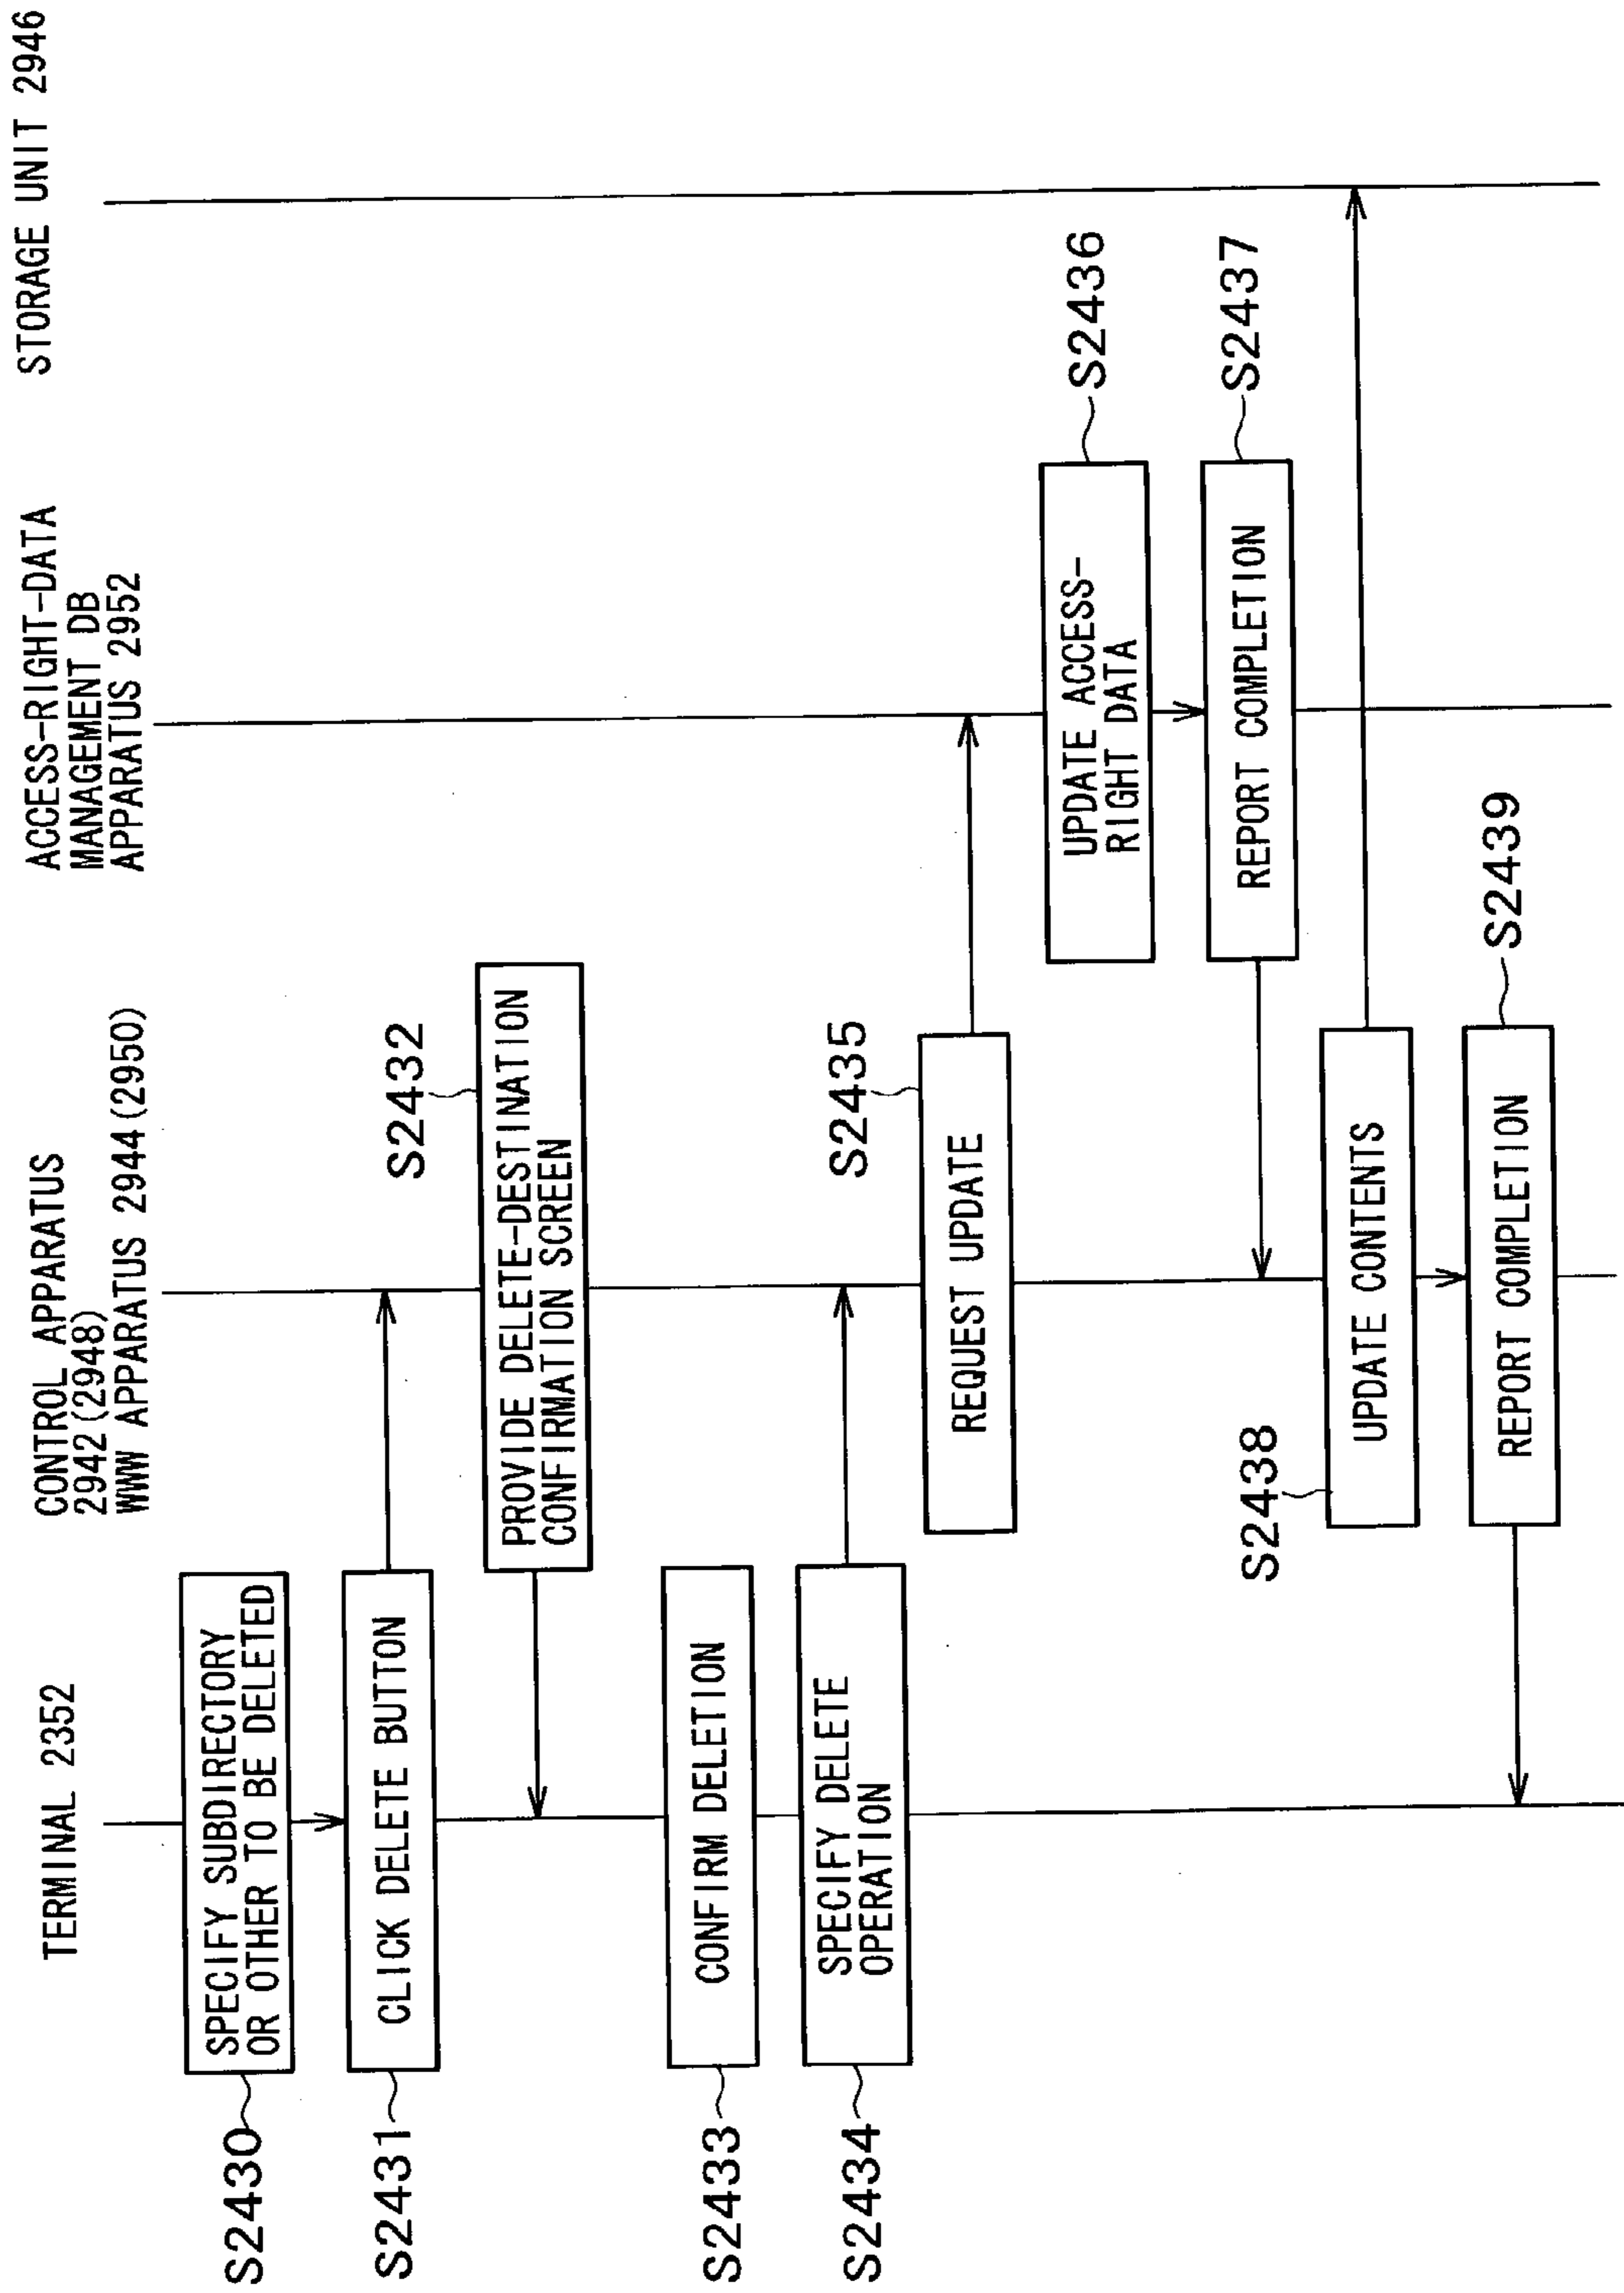 TERMINAL 2352
CONTROL APPARATUS
2942(2948)
WWW APPARATUS 2944(2950)
ACCESS-RIGHT-DATA
MANAGEMENT DB
APPARATUS 2952
STORAGE UNIT 2946
S2430
SPECIFY SUBDIRECTORY
OR OTHER TO BE DELETED
S2431
CLICK DELETE BUTTON
S2432
PROVIDE DELETE-DESTINATION
CONFIRMATION SCREEN
S2433
CONFIRM DELETION
S2434
SPECIFY DELETE
OPERATION
S2435
REQUEST UPDATE
S2436
UPDATE ACCESS-
RIGHT DATA
S2437
REPORT COMPLETION
S2438
UPDATE CONTENTS
S2439
REPORT COMPLETION